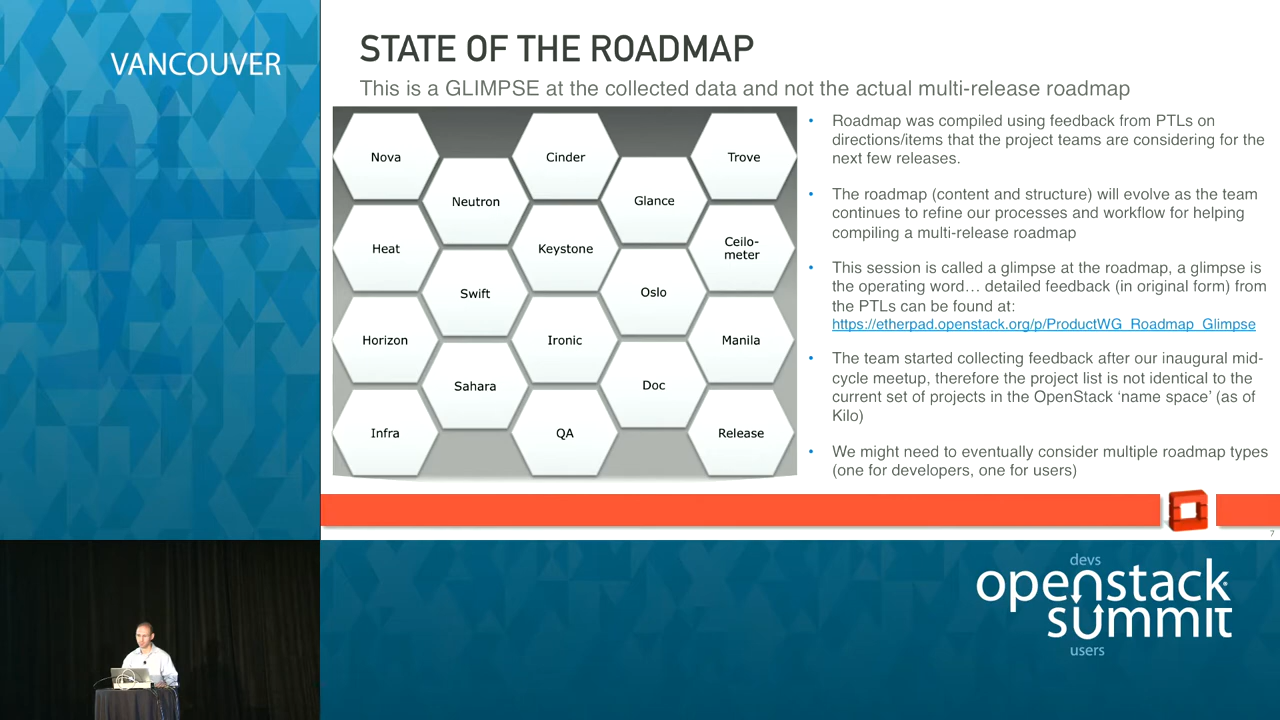 VANCOUVER
STATE OF THE ROADMAP
This is a GLIMPSE at the collected data and not the actual multi-release roadmap
Nova
Cinder
Trove
Neutron
Glance
Heat
Keystone
Ceilo-
meter
Swift
Oslo
Horizon
Ironic
Manila
Sahara
Doc
Infra
QA
Release
• Roadmap was compiled using feedback from PTLs on
directions/items that the project teams are considering for the
next few releases.
• The roadmap (content and structure) will evolve as the team
continues to refine our processes and workflow for helping
compiling a multi-release roadmap
• This session is called a glimpse at the roadmap, a glimpse is
the operating word… detailed feedback (in original form) from
the PTLs can be found at:
https://etherpad.openstack.org/p/ProductWG_Roadmap_Glimpse
• The team started collecting feedback after our inaugural mid-
cycle meetup, therefore the project list is not identical to the
current set of projects in the OpenStack ‘name space’ (as of
Kilo)
• We might need to eventually consider multiple roadmap types
(one for developers, one for users)
7
devs
openstack
summit
users